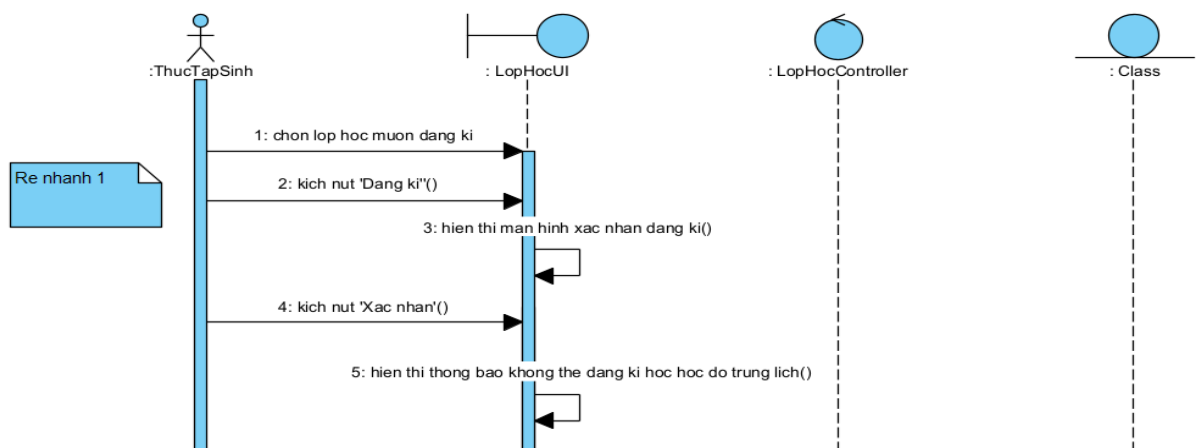 :ThucTapSinh
: LopHocUI
: LopHocController
: Class
1: chon lop hoc muon dang ki
Re nhanh 1
2: kich nut 'Dang ki''()
3: hien thi man hinh xac nhan dang ki()
4: kich nut 'Xac nhan'()
5: hien thi thong bao khong the dang ki hoc hoc do trung lich()